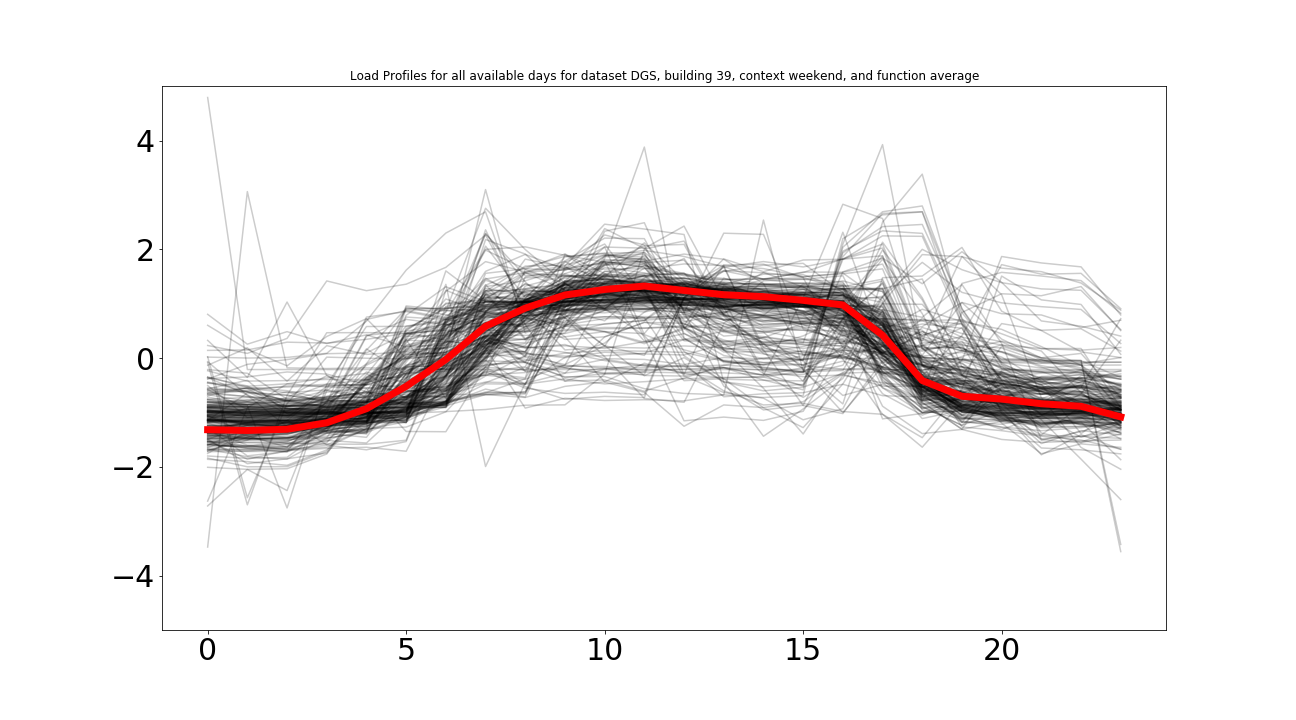 Load Profiles for all available days for dataset DGS, building 39, context weekend, and function average
4
2
0
−2
−4
0 5 10 15 20